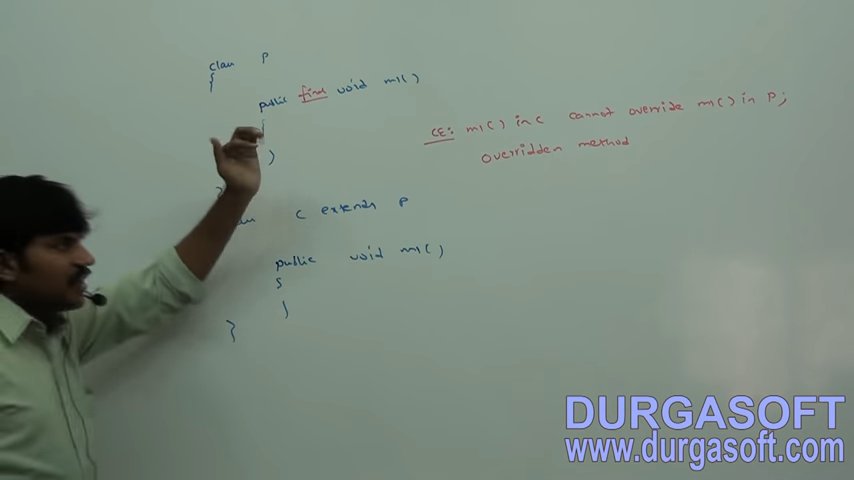 class P
{
public final void m1()
{
}
CE: m1() in C cannot override m1() in P;
overridden method
C extends P
public void m1()
{
}
}
DURGASOFT
www.durgasoft.com